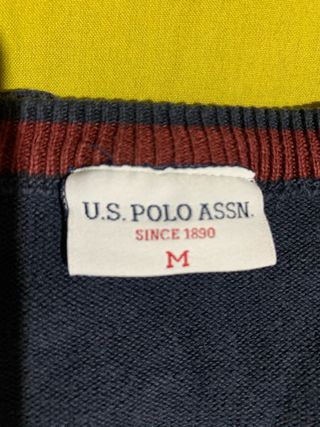 U.S. POLO ASSN.
SINCE 1890
M